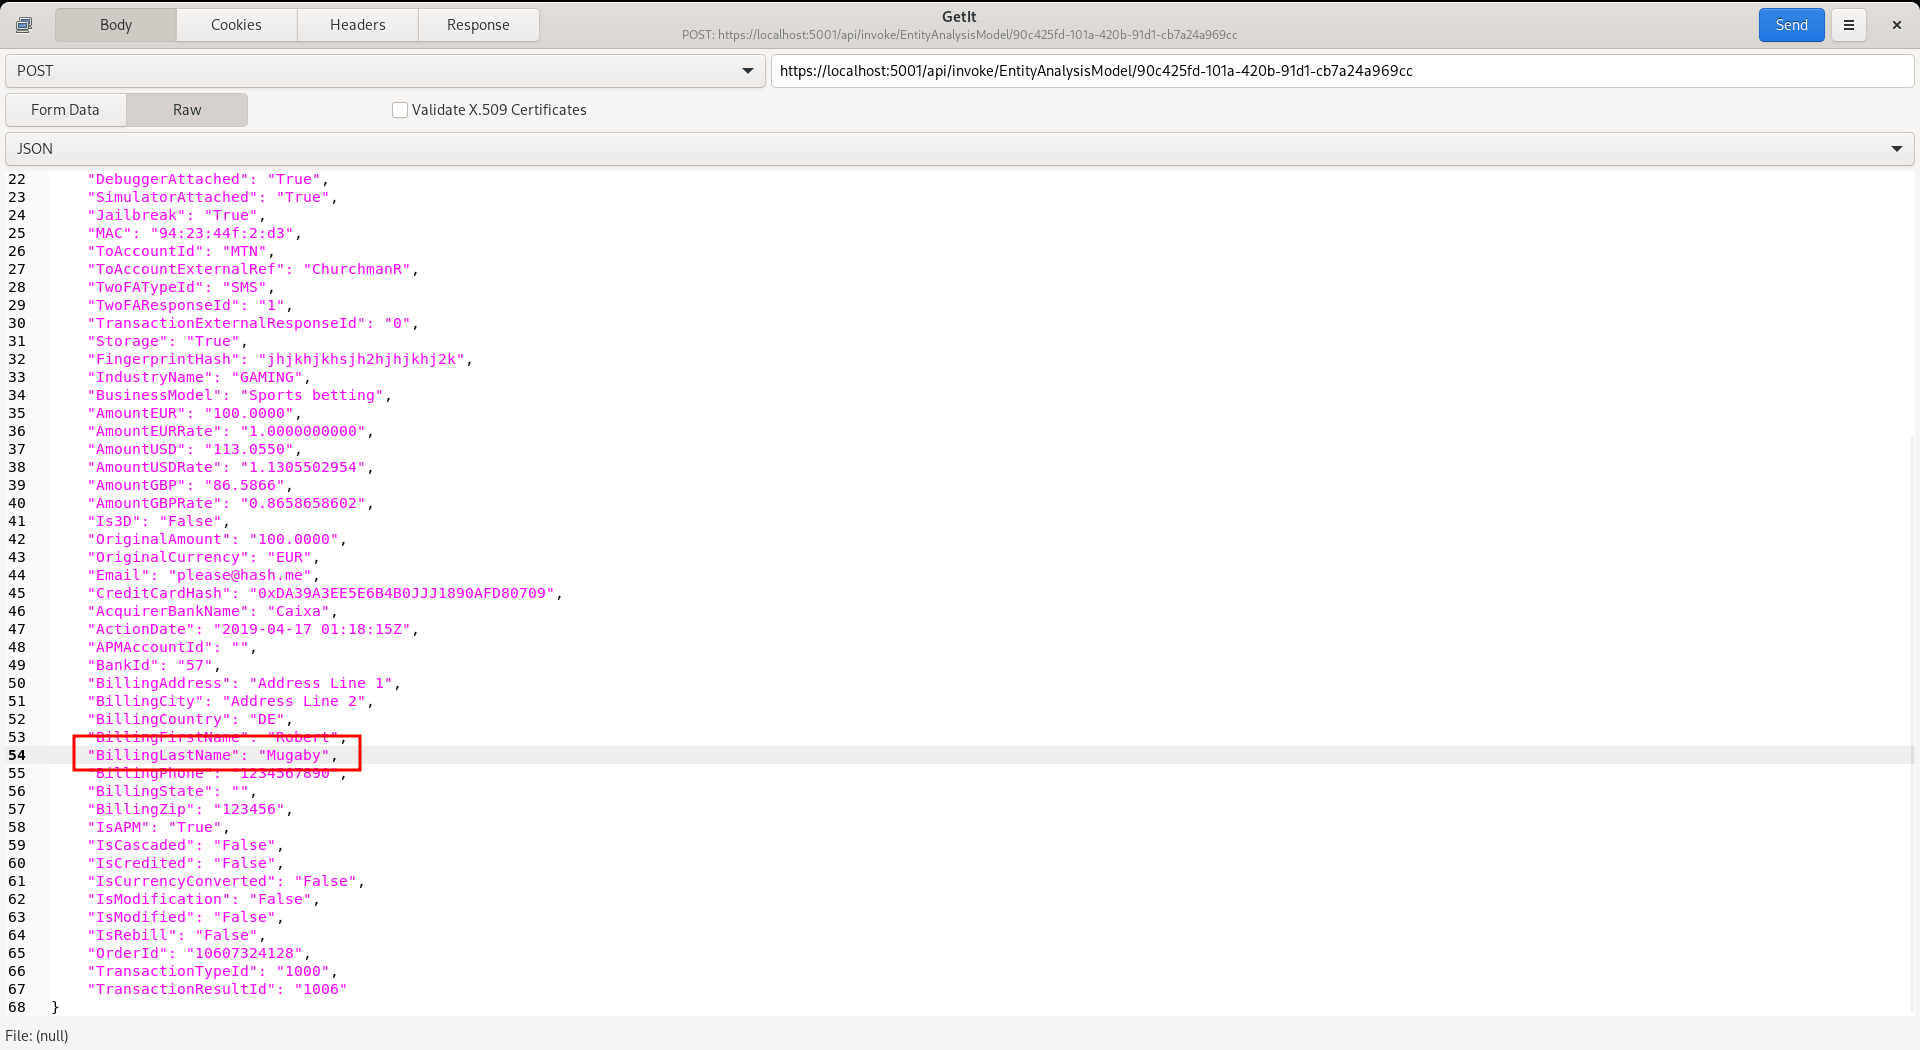 Body Cookies Headers Response
GetIt
POST: https://localhost:5001/api/invoke/EntityAnalysisModel/90c425fd-101a-420b-91d1-cb7a24a969cc
Send
POST
https://localhost:5001/api/invoke/EntityAnalysisModel/90c425fd-101a-420b-91d1-cb7a24a969cc
Form Data Raw Validate X.509 Certificates
JSON
22 "DebuggerAttached": "True",
23 "SimulatorAttached": "True",
24 "Jailbreak": "True",
25 "MAC": "94:23:44f:2:d3",
26 "ToAccountId": "MTN",
27 "ToAccountExternalRef": "ChurchmanR",
28 "TwoFATypeId": "SMS",
29 "TwoFAResponseId": "1",
30 "TransactionExternalResponseId": "0",
31 "Storage": "True",
32 "FingerprintHash": "jhjkhjkhsjh2hjhjkhj2k",
33 "IndustryName": "GAMING",
34 "BusinessModel": "Sports betting",
35 "AmountEUR": "100.0000",
36 "AmountEURRate": "1.0000000000",
37 "AmountUSD": "113.0550",
38 "AmountUSDRate": "1.1305502954",
39 "AmountGBP": "86.5866",
40 "AmountGBPRate": "0.8658658602",
41 "Is3D": "False",
42 "OriginalAmount": "100.0000",
43 "OriginalCurrency": "EUR",
44 "Email": "please@hash.me",
45 "CreditCardHash": "0xDA39A3EE5E6B4B0JJJ1890AFD80709",
46 "AcquirerBankName": "Caixa",
47 "ActionDate": "2019-04-17 01:18:15Z",
48 "APMAccountId": "",
49 "BankId": "57",
50 "BillingAddress": "Address Line 1",
51 "BillingCity": "Address Line 2",
52 "BillingCountry": "DE",
53 "BillingFirstName": "Robert",
54 "BillingLastName": "Mugaby",
55 "BillingPhone": "1234567890",
56 "BillingState": "",
57 "BillingZip": "123456",
58 "IsAPM": "True",
59 "IsCascaded": "False",
60 "IsCredited": "False",
61 "IsCurrencyConverted": "False",
62 "IsModification": "False",
63 "IsModified": "False",
64 "IsRebill": "False",
65 "OrderId": "10607324128",
66 "TransactionTypeId": "1000",
67 "TransactionResultId": "1006"
68 }
File: (null)